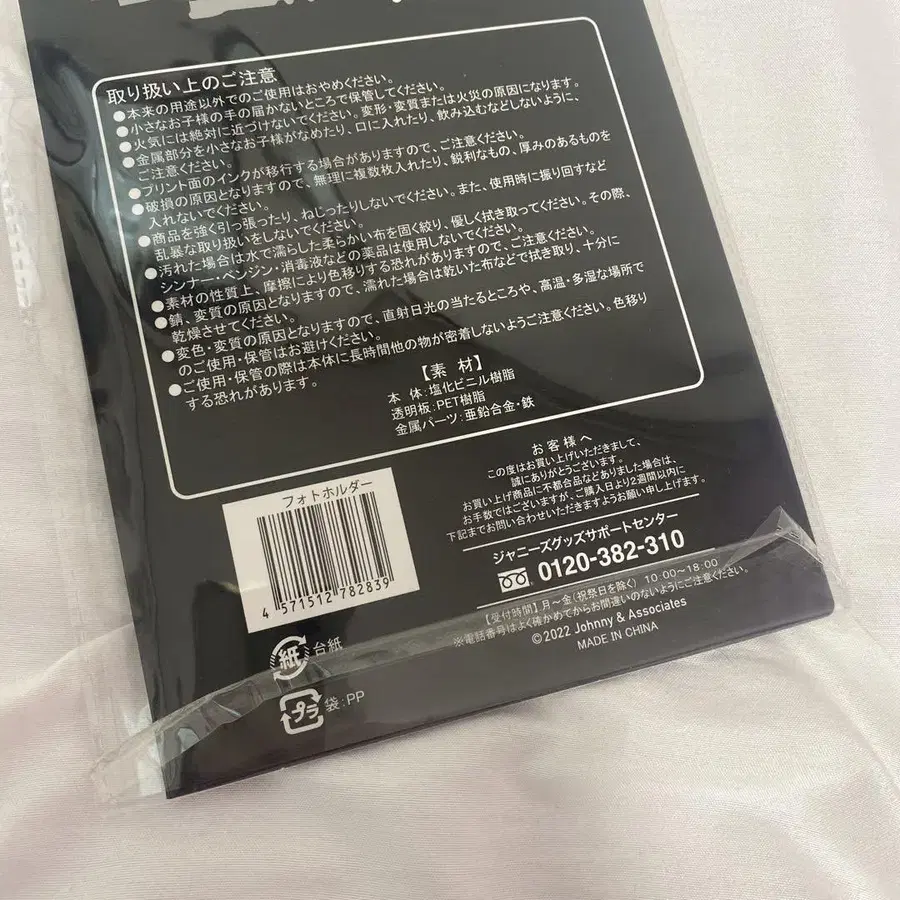 取り扱い上のご注意
●本来の用途以外でのご使用はおやめください。
●小さなお子様の手の届かないところで保管してください。
●火気には絶対に近づけないでください。変形・変質または火災の原因になります。
●金属部分を小さなお子様がなめたり、口に入れたり、飲み込むなどしないように、
ご注意ください。
●プリント面のインクが移行する場合がありますので、ご注意ください。
●破損の原因となりますので、無理に複数枚入れたり、鋭利なもの、厚みのあるものを
入れないでください。
●商品を強く引っ張ったり、ねじったりしないでください。また、使用時に振り回すなど
乱暴な取り扱いをしないでください。
●汚れた場合は水で濡らした柔らかい布を固く絞り、優しく拭き取ってください。その際、
シンナー・ベンジン・消毒液などの薬品は使用しないでください。
●素材の性質上、摩擦により色移りする恐れがありますので、ご注意ください。
●錆、変質の原因となりますので、濡れた場合は乾いた布などで拭き取り、十分に
乾燥させてください。
●変色・変質の原因となりますので、直射日光の当たるところや、高温・多湿な場所で
のご使用・保管はお避けください。
●ご使用・保管の際は本体に長時間他の物が密着しないようご注意ください。色移り
する恐れがあります。
【素 材】
本 体:塩化ビニル樹脂
透明板:PET樹脂
金属パーツ:亜鉛合金・鉄
お客様へ
この度はお買い上げいただきまして、
誠にありがとうございます。
お買い上げ商品に不都合品などありました場合は、
お手数ではございますが、ご購入日より2週間以内に
下記までお問い合わせいただきますようお願い申し上げます。
ジャニーズグッズサポートセンター
0120-382-310
【受付時間】月〜金(祝祭日を除く) 10:00〜18:00
※電話番号はよく確かめてからお間違いのないようにご注意ください。
©2022 Johnny & Associates
MADE IN CHINA
フォトホルダー
4 571512 782839
紙 台紙
プラ 袋:PP